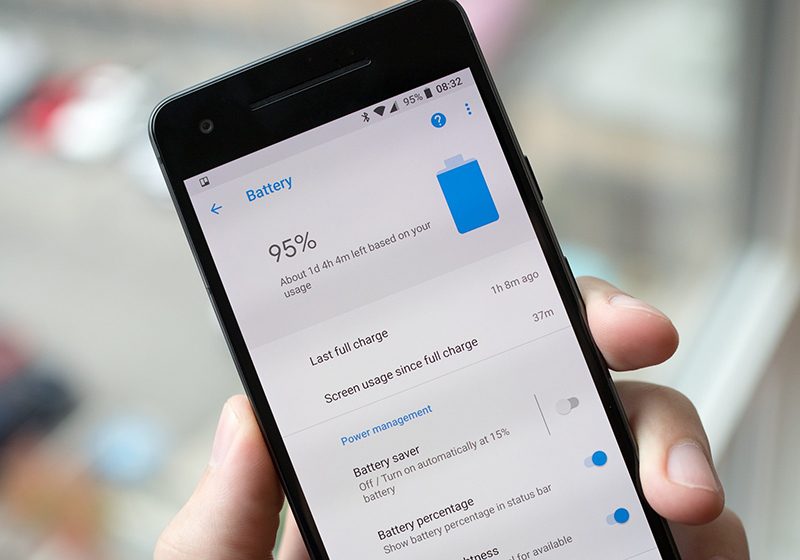 95% 08:32
?
Battery
95%
About 1d 4h 4m left based on your
usage
Last full charge 1h 8m ago
Screen usage since full charge 37m
Power management
Battery saver
Off / Turn on automatically at 15%
battery
Battery percentage
Show battery percentage in status bar
for available